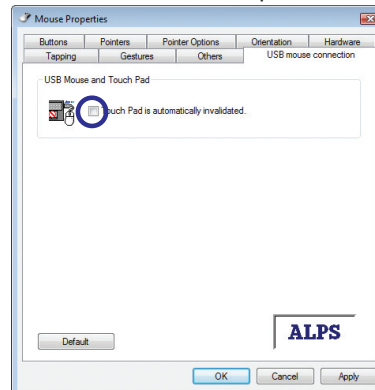 Mouse Properties
Buttons Pointers Pointer Options Orientation Hardware
Tapping Gestures Others USB mouse connection
USB Mouse and Touch Pad
Touch Pad is automatically invalidated.
ALPS
Default
OK Cancel Apply